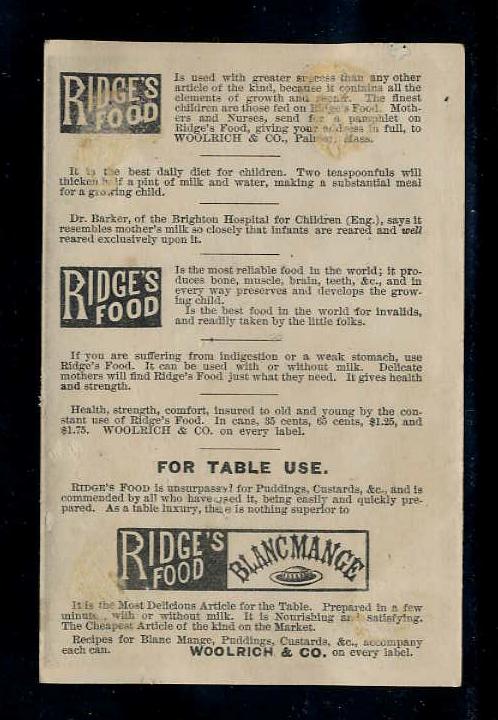 RIDGE'S FOOD
Is used with greater success than any other
article of the kind, because it contains all the
elements of growth and repair. The finest
children are those fed on Ridge's Food. Moth-
ers and Nurses, send for a pamphlet on
Ridge's Food, giving your address in full, to
WOOLRICH & CO., Palmer, Mass.
It is the best daily diet for children. Two teaspoonfuls will
thicken half a pint of milk and water, making a substantial meal
for a growing child.
Dr. Barker, of the Brighton Hospital for Children (Eng.), says it
resembles mother's milk so closely that infants are reared and well
reared exclusively upon it.
RIDGE'S FOOD
Is the most reliable food in the world; it pro-
duces bone, muscle, brain, teeth, &c., and in
every way preserves and develops the grow-
ing child.
Is the best food in the world for invalids,
and readily taken by the little folks.
If you are suffering from indigestion or a weak stomach, use
Ridge's Food. It can be used with or without milk. Delicate
mothers will find Ridge's Food just what they need. It gives health
and strength.
Health, strength, comfort, insured to old and young by the con-
stant use of Ridge's Food. In cans, 35 cents, 65 cents, $1.25, and
$1.75. WOOLRICH & CO. on every label.
FOR TABLE USE.
RIDGE'S FOOD is unsurpassed for Puddings, Custards, &c., and is
commended by all who have used it, being easily and quickly pre-
pared. As a table luxury, there is nothing superior to
RIDGE'S FOOD BLANCMANGE
It is the Most Delicious Article for the Table. Prepared in a few
minutes, with or without milk. It is Nourishing and satisfying.
The Cheapest Article of the kind on the Market.
Recipes for Blanc Mange, Puddings, Custards, &c., accompany
each can. WOOLRICH & CO. on every label.